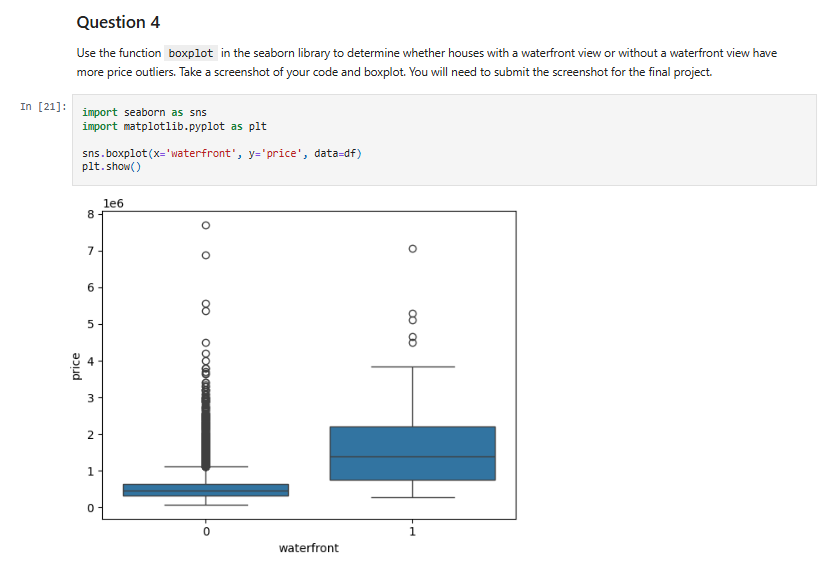 Question 4
Use the function boxplot in the seaborn library to determine whether houses with a waterfront view or without a waterfront view have
more price outliers. Take a screenshot of your code and boxplot. You will need to submit the screenshot for the final project.
In [21]:
import seaborn as sns
import matplotlib.pyplot as plt
sns.boxplot(x='waterfront', y='price', data=df)
plt.show()
1e6
8
7
6
5
4
3
2
1
0
price
0 1
waterfront